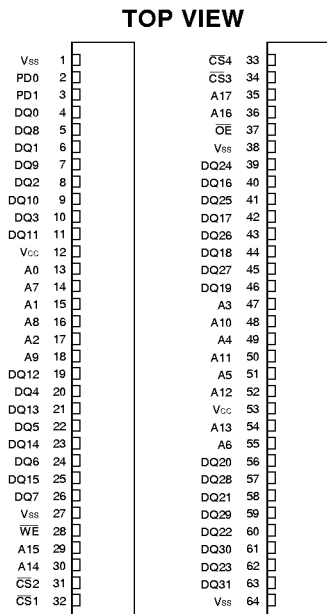 TOP VIEW
Vss 1
PD0 2
PD1 3
DQ0 4
DQ8 5
DQ1 6
DQ9 7
DQ2 8
DQ10 9
DQ3 10
DQ11 11
Vcc 12
A0 13
A7 14
A1 15
A8 16
A2 17
A9 18
DQ12 19
DQ4 20
DQ13 21
DQ5 22
DQ14 23
DQ6 24
DQ15 25
DQ7 26
Vss 27
W̅E̅ 28
A15 29
A14 30
C̅S̅2 31
C̅S̅1 32
C̅S̅4 33
C̅S̅3 34
A17 35
A16 36
O̅E̅ 37
Vss 38
DQ24 39
DQ16 40
DQ25 41
DQ17 42
DQ26 43
DQ18 44
DQ27 45
DQ19 46
A3 47
A10 48
A4 49
A11 50
A5 51
A12 52
Vcc 53
A13 54
A6 55
DQ20 56
DQ28 57
DQ21 58
DQ29 59
DQ22 60
DQ30 61
DQ23 62
DQ31 63
Vss 64